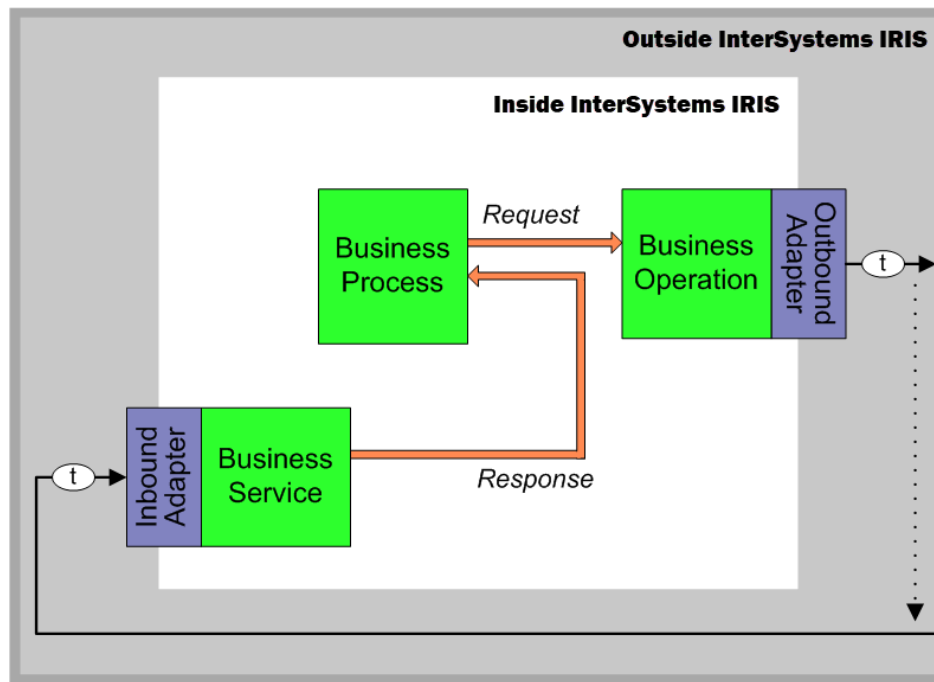 Outside InterSystems IRIS
Inside InterSystems IRIS
Business
Process
Request
Business
Operation
Outbound
Adapter
t
t
Inbound
Adapter
Business
Service
Response